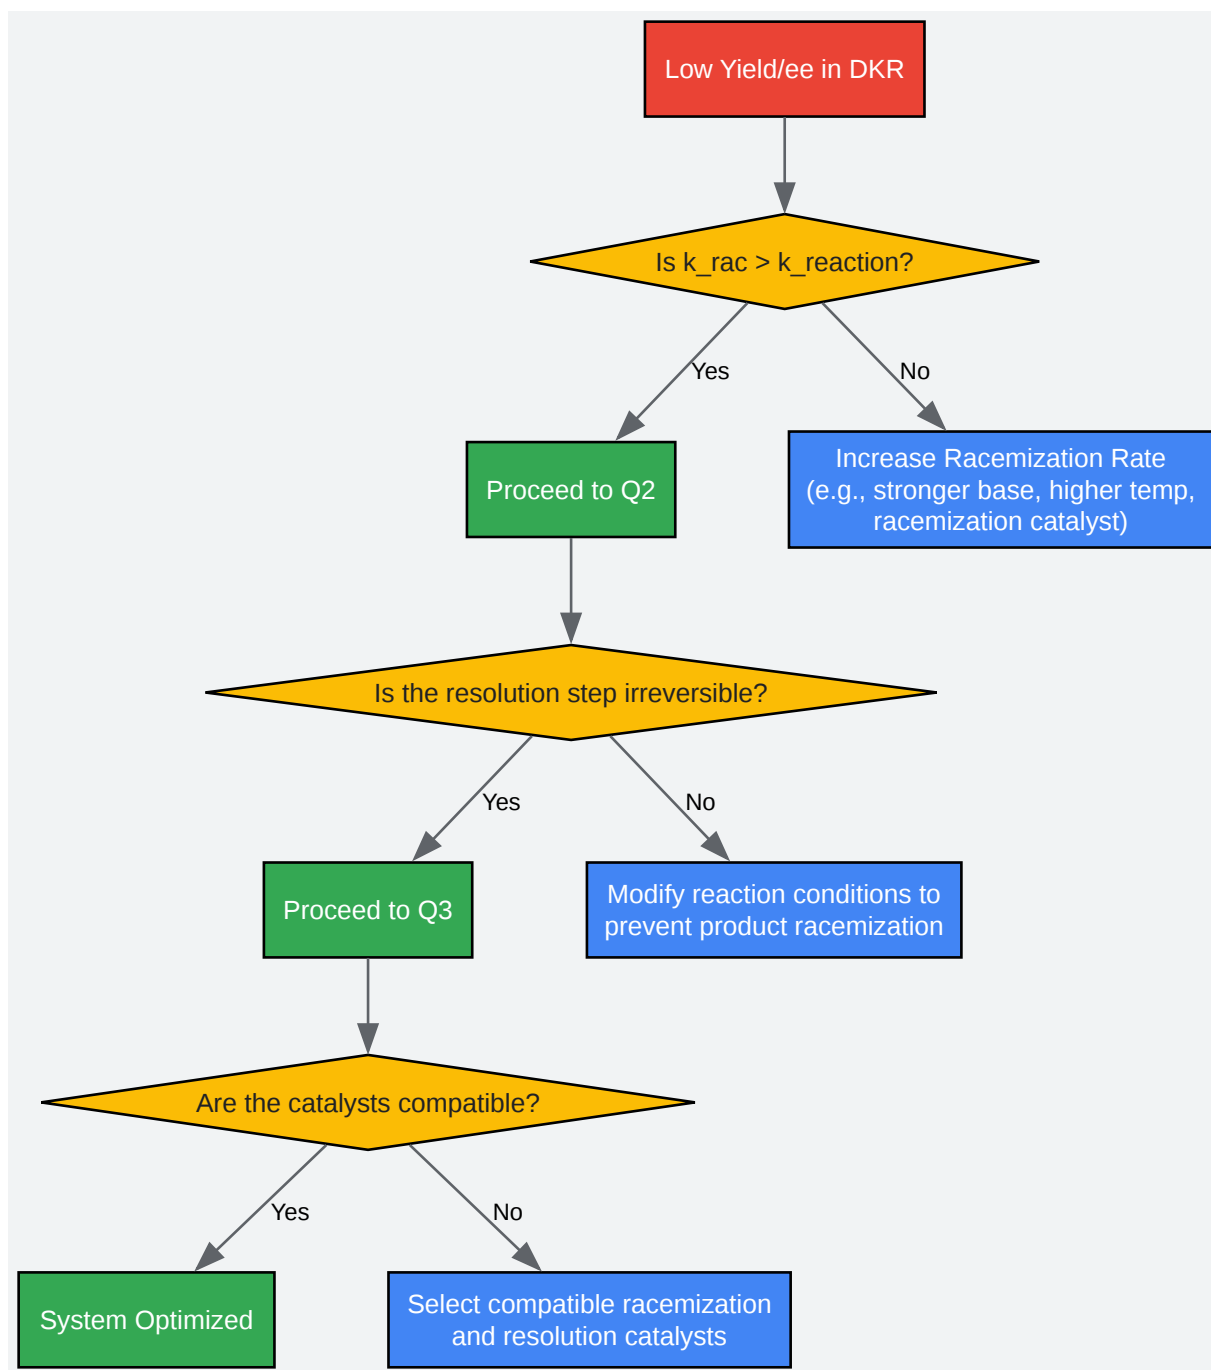 Low Yield/ee in DKR
Is k_rac > k_reaction?
Yes
No
Proceed to Q2
Increase Racemization Rate
(e.g., stronger base, higher temp,
racemization catalyst)
Is the resolution step irreversible?
Yes
No
Proceed to Q3
Modify reaction conditions to
prevent product racemization
Are the catalysts compatible?
Yes
No
System Optimized
Select compatible racemization
and resolution catalysts